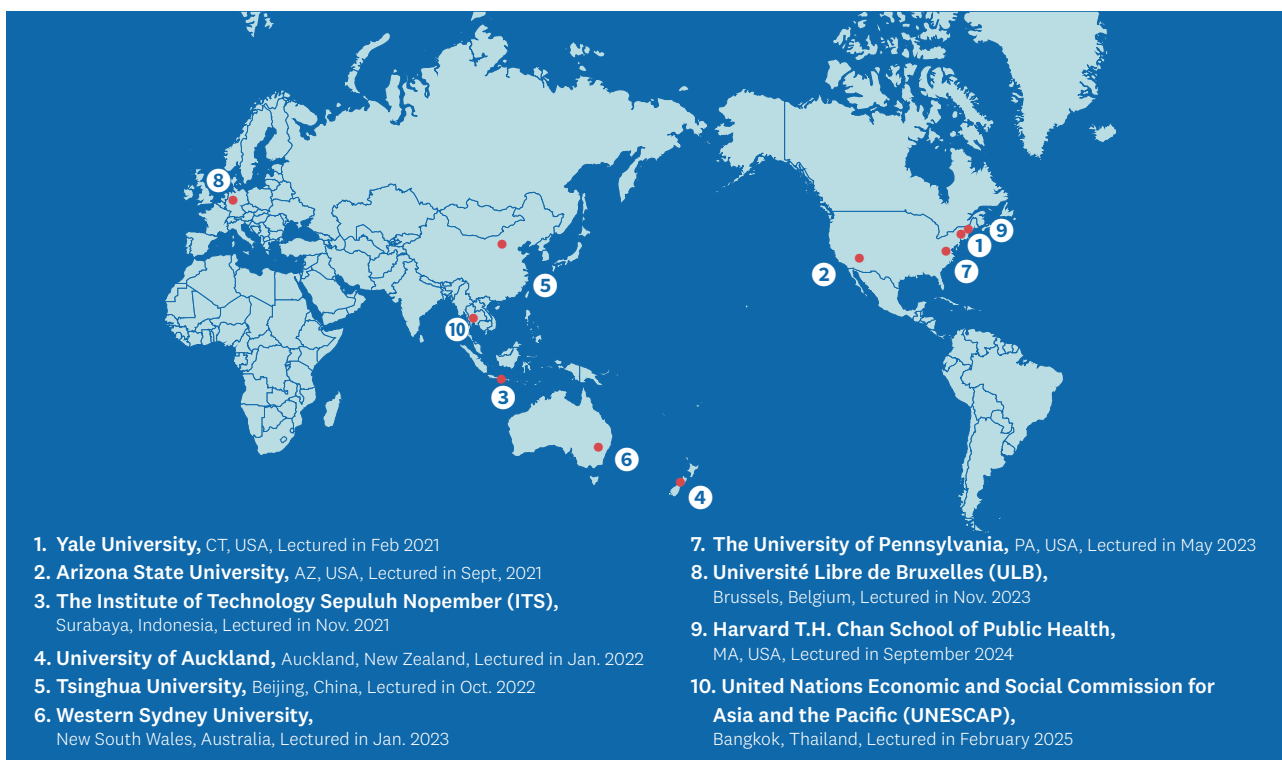 8
9
1
7
2
5
10
3
6
4
1. Yale University, CT, USA, Lectured in Feb 2021
2. Arizona State University, AZ, USA, Lectured in Sept, 2021
3. The Institute of Technology Sepuluh Nopember (ITS),
Surabaya, Indonesia, Lectured in Nov. 2021
4. University of Auckland, Auckland, New Zealand, Lectured in Jan. 2022
5. Tsinghua University, Beijing, China, Lectured in Oct. 2022
6. Western Sydney University,
New South Wales, Australia, Lectured in Jan. 2023
7. The University of Pennsylvania, PA, USA, Lectured in May 2023
8. Université Libre de Bruxelles (ULB),
Brussels, Belgium, Lectured in Nov. 2023
9. Harvard T.H. Chan School of Public Health,
MA, USA, Lectured in September 2024
10. United Nations Economic and Social Commission for
Asia and the Pacific (UNESCAP),
Bangkok, Thailand, Lectured in February 2025